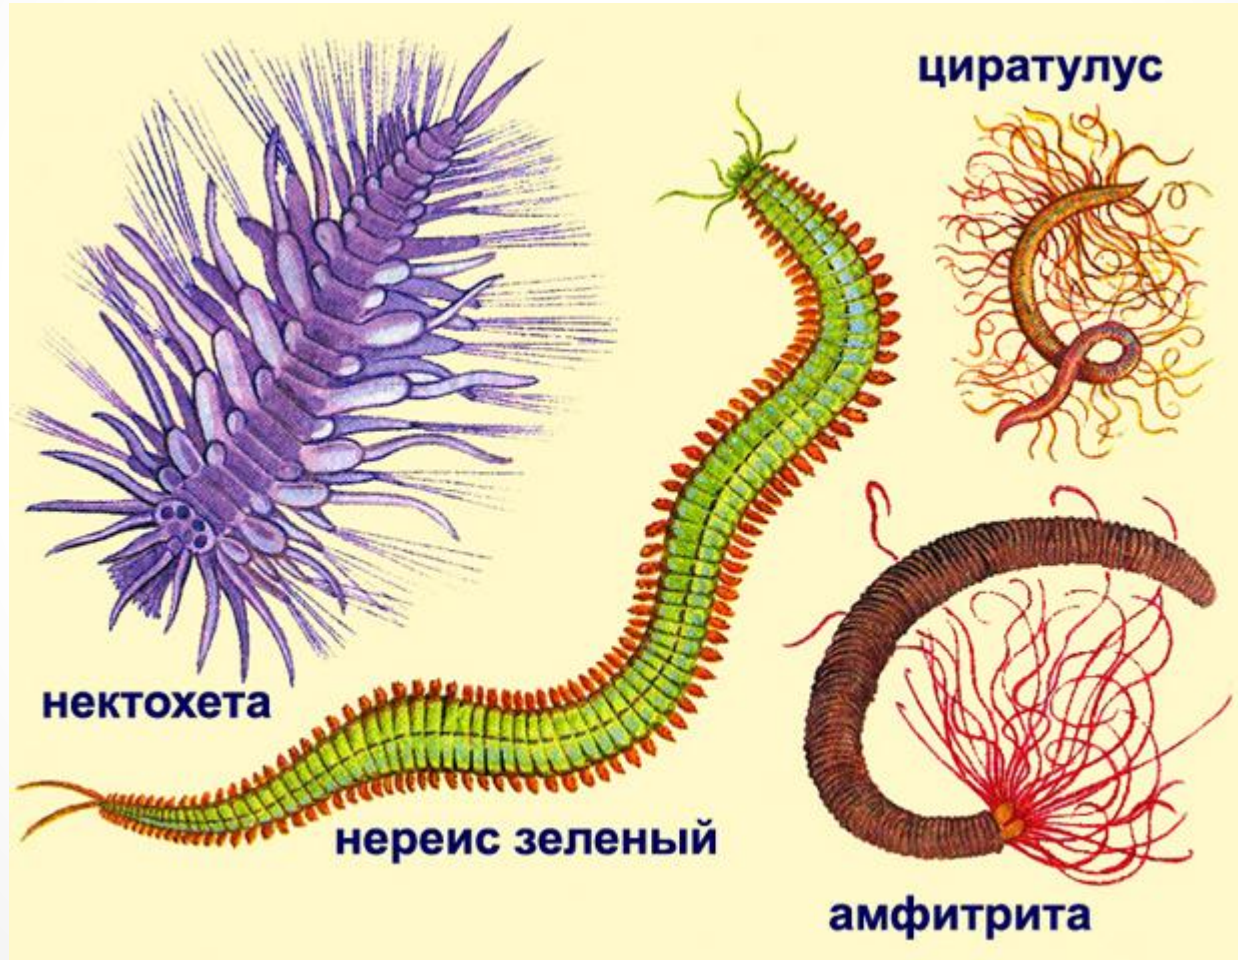 циратулус
нектохета
нереис зеленый
амфитрита